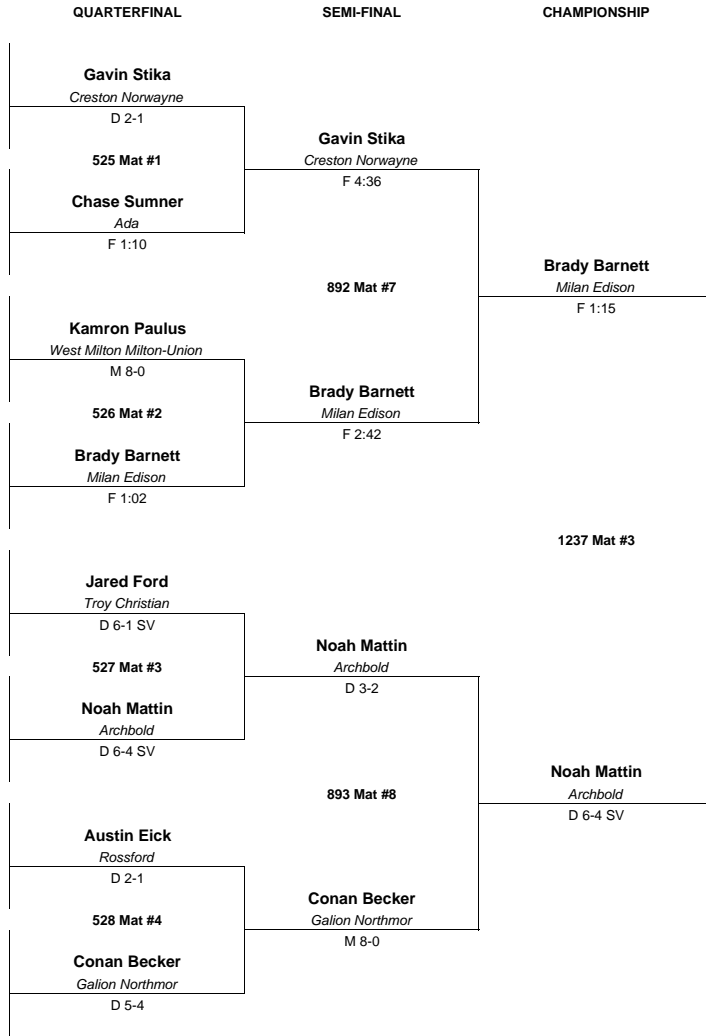 QUARTERFINAL SEMI-FINAL CHAMPIONSHIP
Gavin Stika
Creston Norwayne
D 2-1
525 Mat #1
Chase Sumner
Ada
F 1:10
Kamron Paulus
West Milton Milton-Union
M 8-0
526 Mat #2
Brady Barnett
Milan Edison
F 1:02
Jared Ford
Troy Christian
D 6-1 SV
527 Mat #3
Noah Mattin
Archbold
D 6-4 SV
Austin Eick
Rossford
D 2-1
528 Mat #4
Conan Becker
Galion Northmor
D 5-4
Gavin Stika
Creston Norwayne
F 4:36
892 Mat #7
Brady Barnett
Milan Edison
F 2:42
Noah Mattin
Archbold
D 3-2
893 Mat #8
Conan Becker
Galion Northmor
M 8-0
Brady Barnett
Milan Edison
F 1:15
1237 Mat #3
Noah Mattin
Archbold
D 6-4 SV